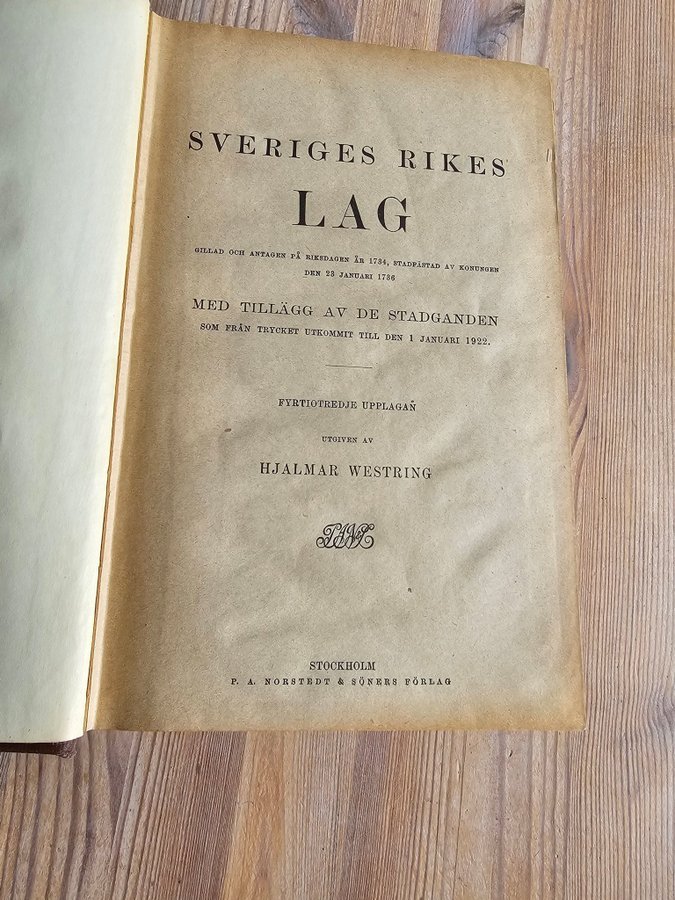 SVERIGES RIKES
LAG
GILLAD OCH ANTAGEN PÅ RIKSDAGEN ÅR 1734, STADFÄSTAD AV KONUNGEN
DEN 23 JANUARI 1736
MED TILLÄGG AV DE STADGANDEN
SOM FRÅN TRYCKET UTKOMMIT TILL DEN 1 JANUARI 1922.
FYRTIOTREDJE UPPLAGAN
UTGIVEN AV
HJALMAR WESTRING
STOCKHOLM
P. A. NORSTEDT & SÖNERS FÖRLAG